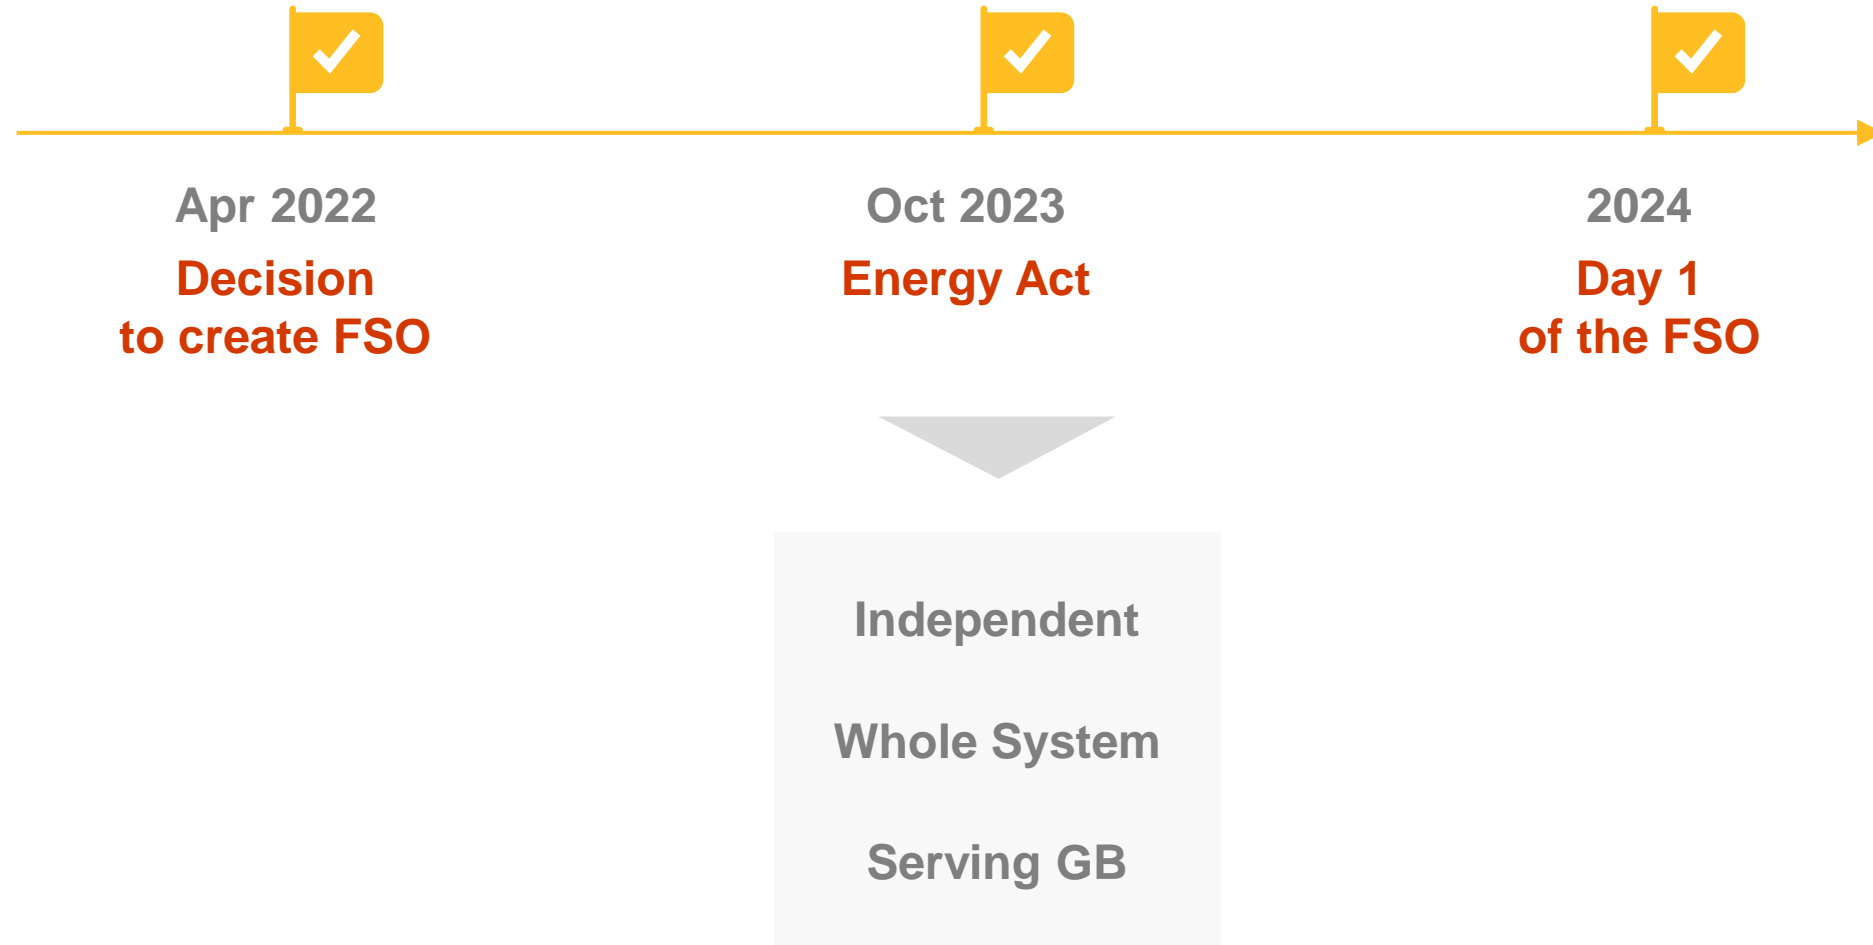 Apr 2022
Decision
to create FSO
Oct 2023
Energy Act
2024
Day 1
of the FSO
Independent
Whole System
Serving GB